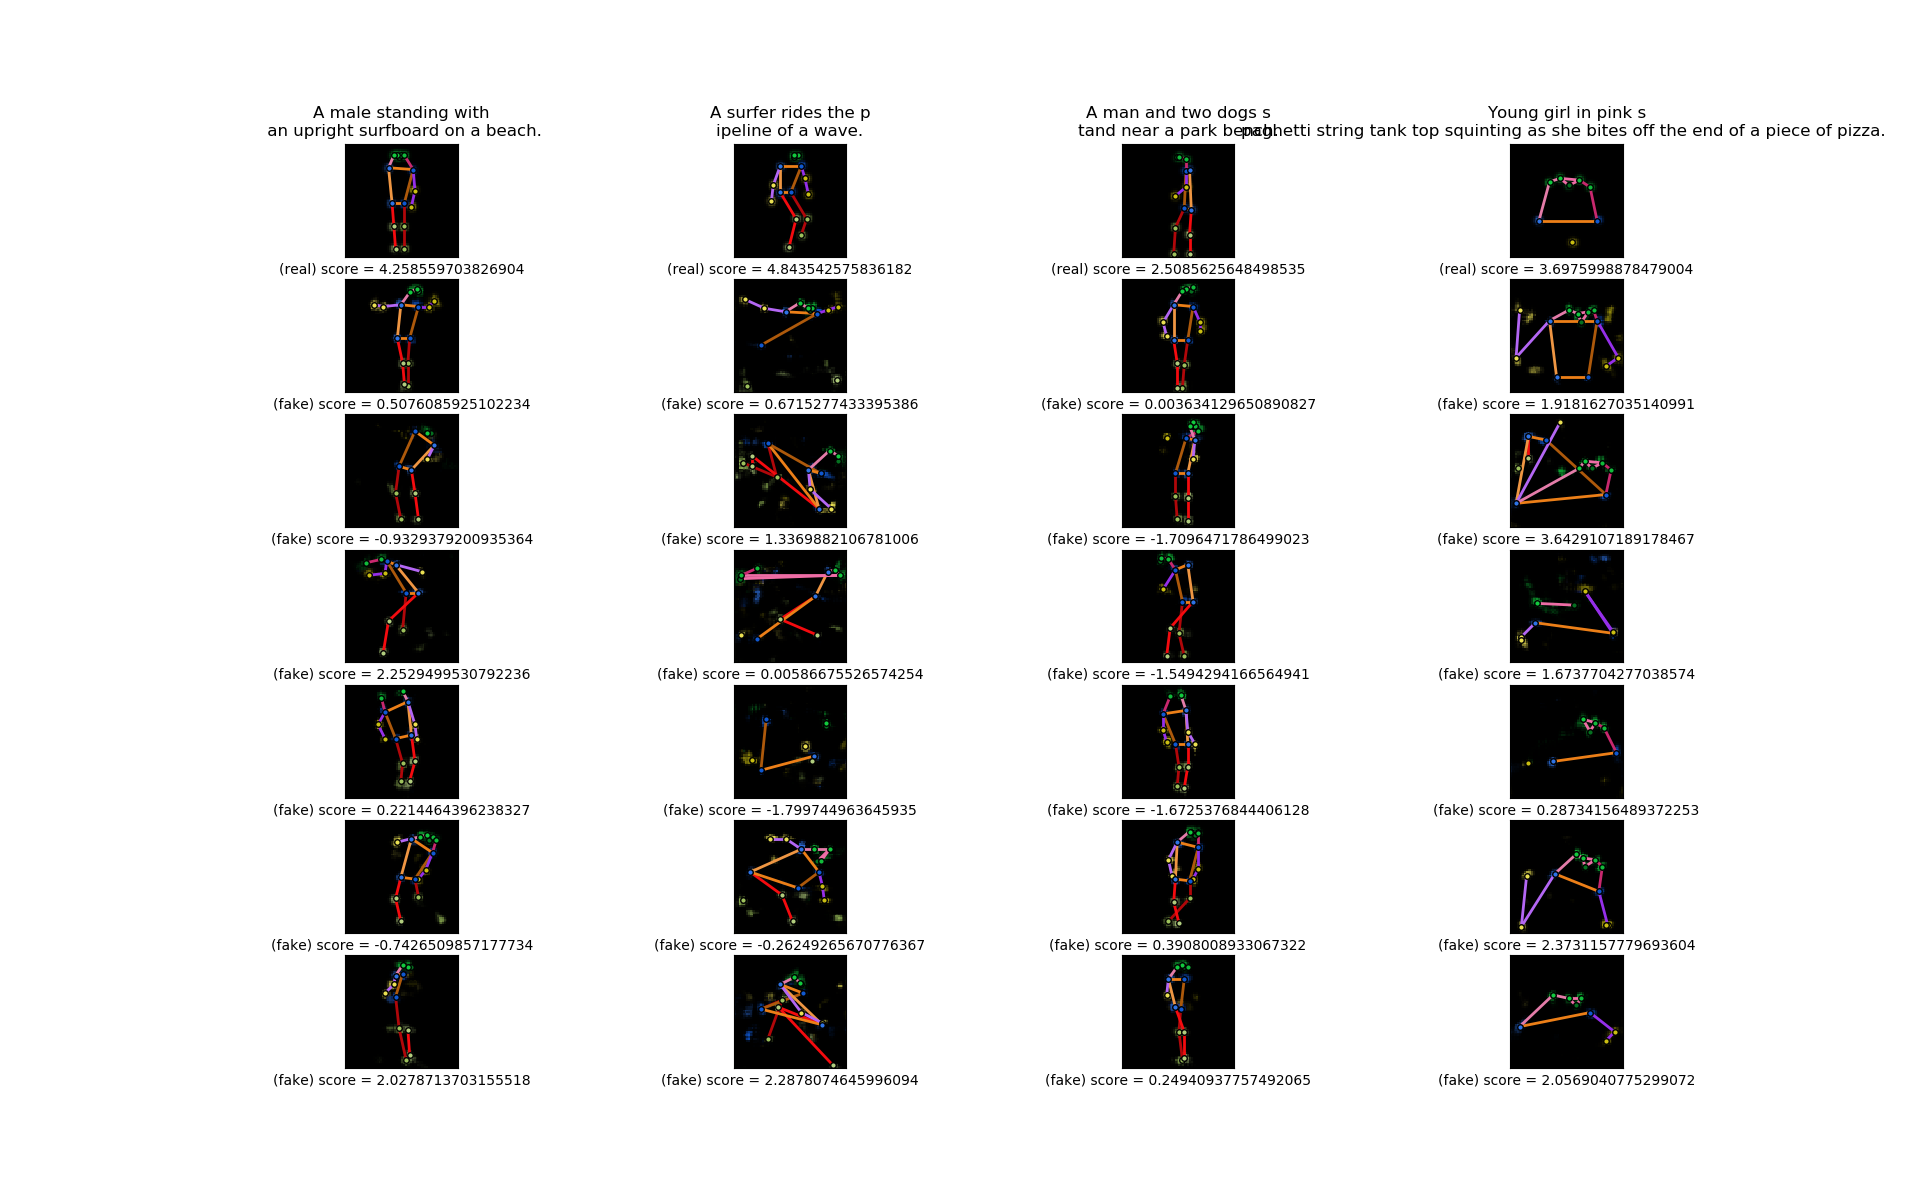 A male standing with
an upright surfboard on a beach.
A surfer rides the p
ipeline of a wave.
A man and two dogs s
tand near a park bench.
Young girl in pink s
paghetti string tank top squinting as she bites off the end of a piece of pizza.
(real) score = 4.258559703826904
(real) score = 4.843542575836182
(real) score = 2.5085625648498535
(real) score = 3.6975998878479004
(fake) score = 0.5076085925102234
(fake) score = 0.6715277433395386
(fake) score = 0.003634129650890827
(fake) score = 1.9181627035140991
(fake) score = -0.9329379200935364
(fake) score = 1.3369882106781006
(fake) score = -1.7096471786499023
(fake) score = 3.6429107189178467
(fake) score = 2.2529499530792236
(fake) score = 0.00586675526574254
(fake) score = -1.5494294166564941
(fake) score = 1.6737704277038574
(fake) score = 0.2214464396238327
(fake) score = -1.799744963645935
(fake) score = -1.6725376844406128
(fake) score = 0.28734156489372253
(fake) score = -0.7426509857177734
(fake) score = -0.26249265670776367
(fake) score = 0.3908008933067322
(fake) score = 2.3731157779693604
(fake) score = 2.0278713703155518
(fake) score = 2.2878074645996094
(fake) score = 0.24940937757492065
(fake) score = 2.0569040775299072